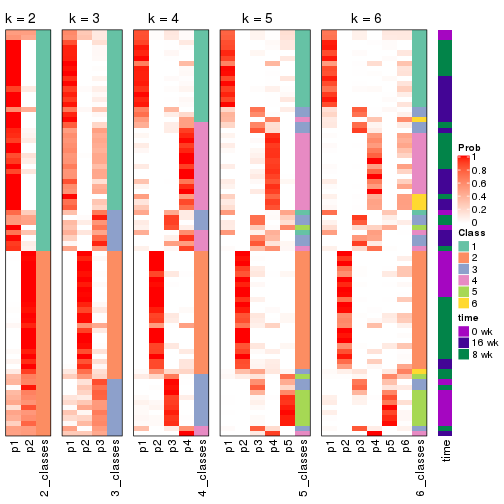 k = 2
k = 3
k = 4
k = 5
k = 6
p1
p2
2_classes
p1
p2
p3
3_classes
p1
p2
p3
p4
4_classes
p1
p2
p3
p4
p5
5_classes
p1
p2
p3
p4
p5
p6
6_classes
time
Prob
1
0.8
0.6
0.4
0.2
0
Class
1
2
3
4
5
6
time
0 wk
16 wk
8 wk